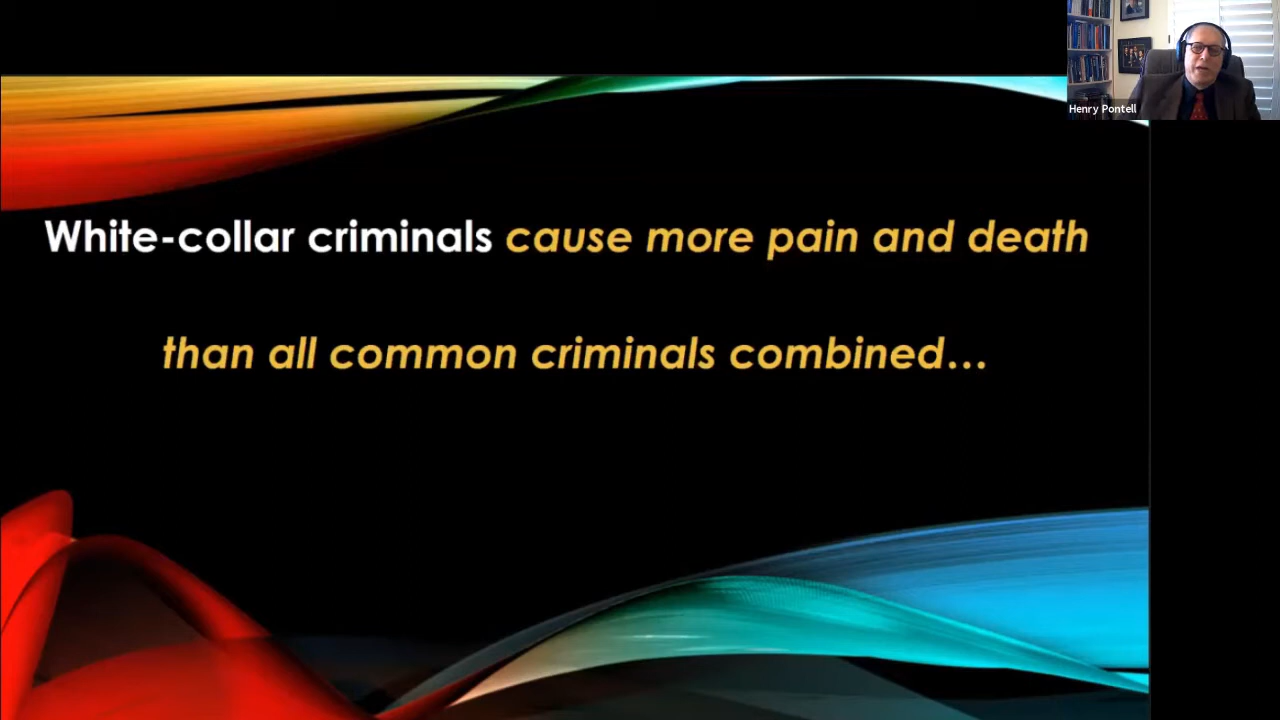 Henry Pontell
White-collar criminals cause more pain and death
than all common criminals combined…